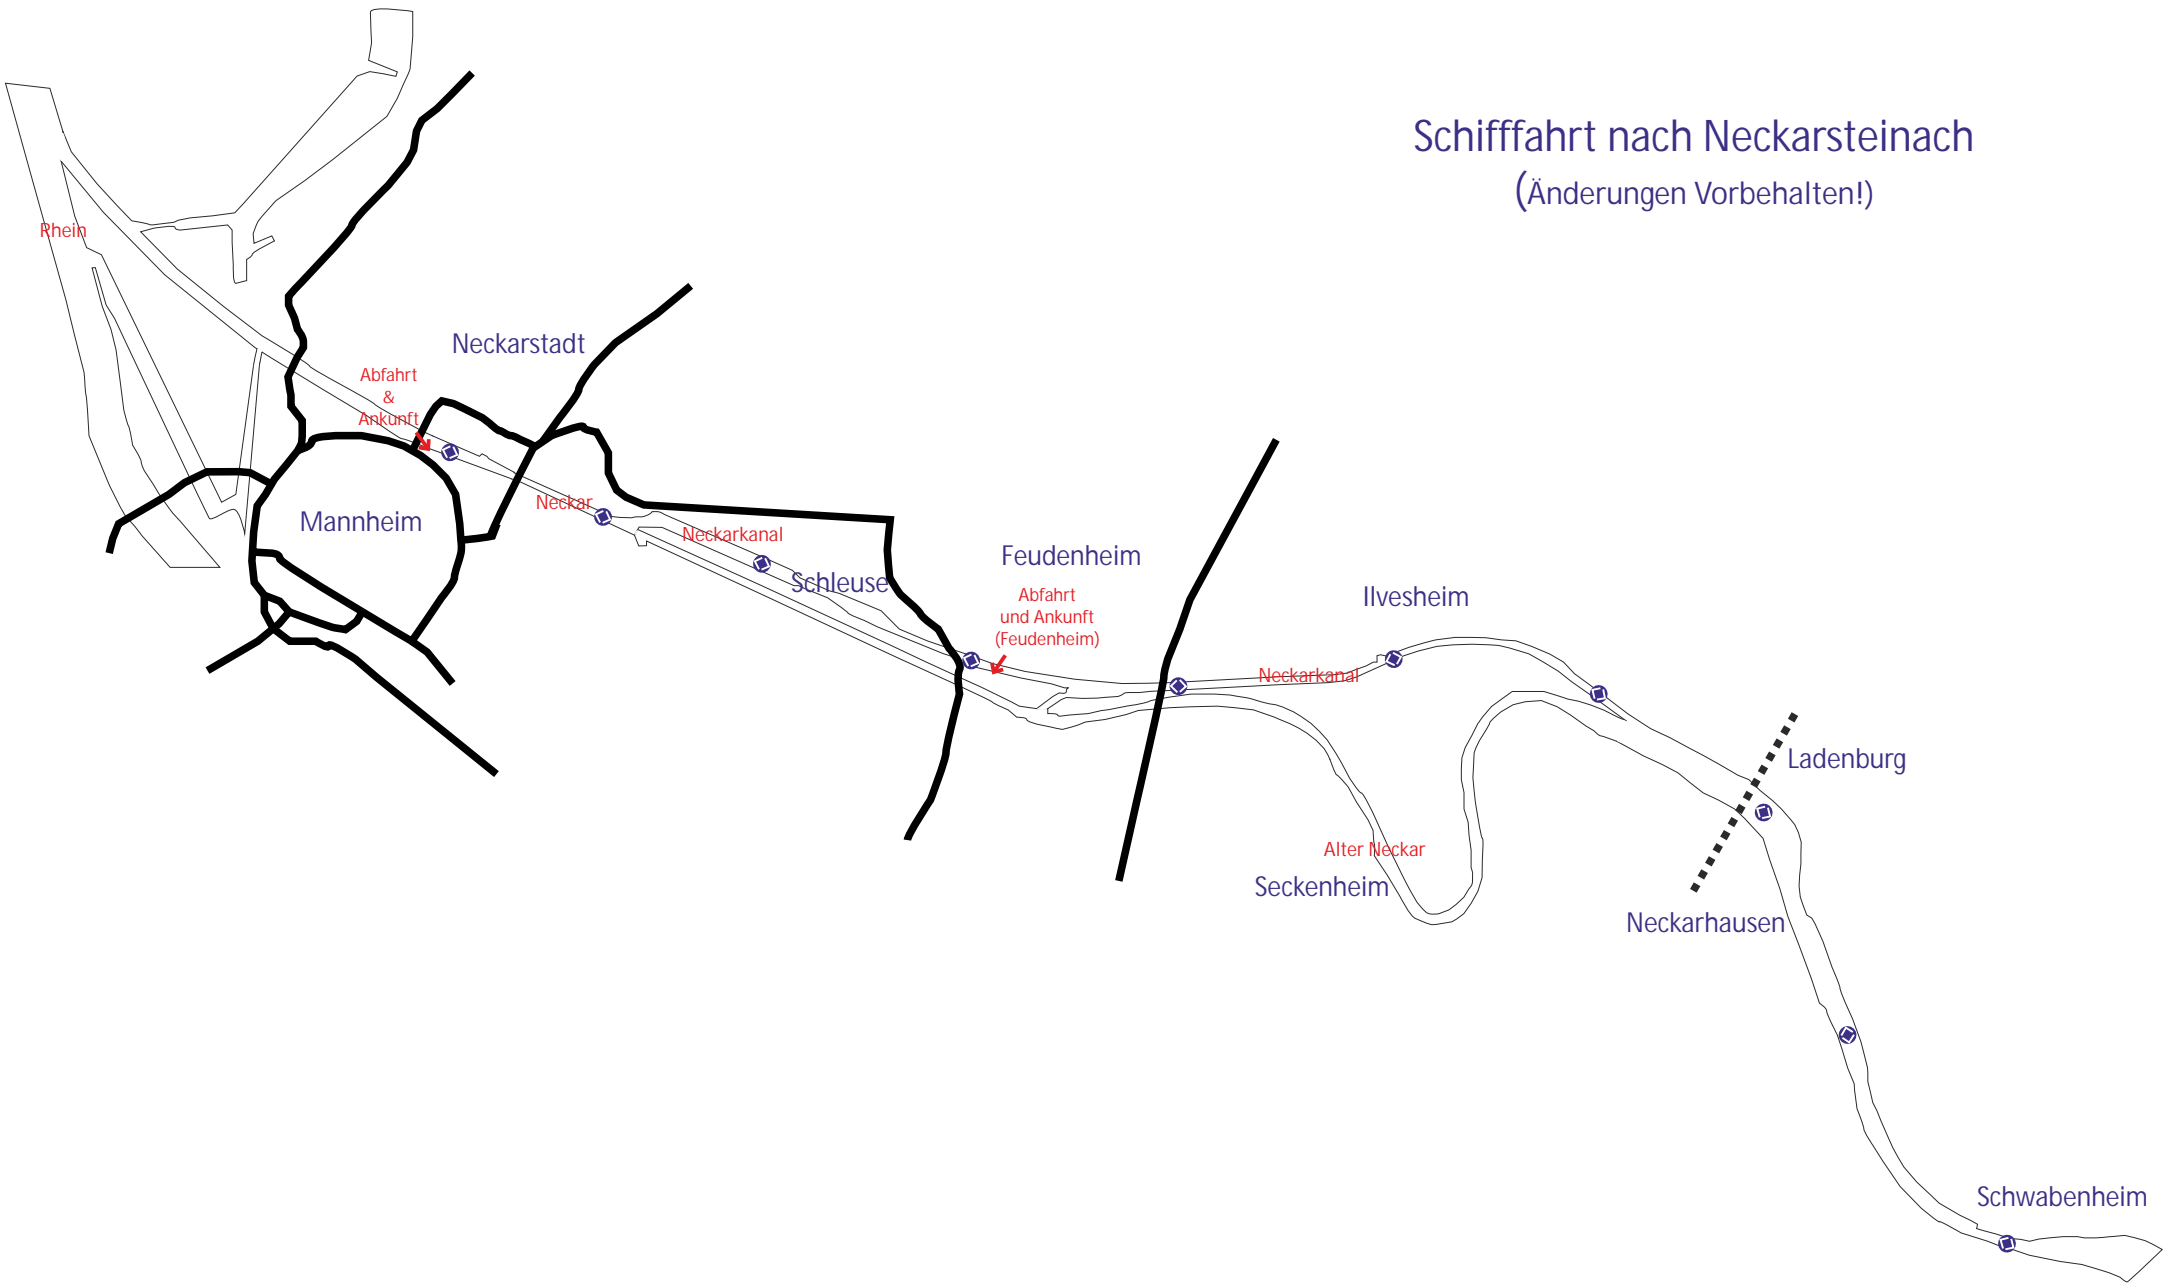 Schifffahrt nach Neckarsteinach
(Änderungen Vorbehalten!)
Rhein
Neckarstadt
Abfahrt
&
Ankunft
Mannheim
Neckar
Neckarkanal
Schleuse
Feudenheim
Abfahrt
und Ankunft
(Feudenheim)
Ilvesheim
Neckarkanal
Ladenburg
Alter Neckar
Seckenheim
Neckarhausen
Schwabenheim